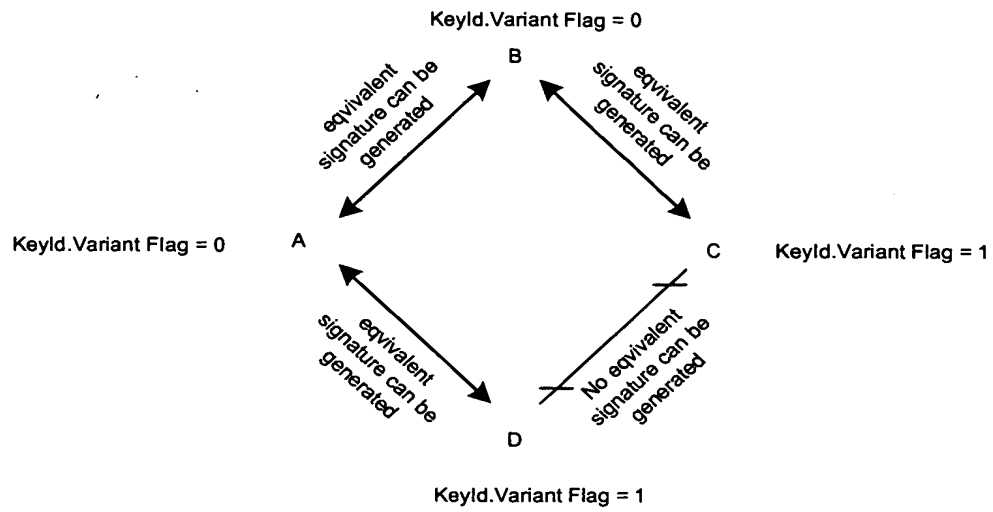 KeyId.Variant Flag = 0
B
eqvivalent
signature can be
generated
eqvivalent
signature can be
generated
KeyId.Variant Flag = 0
A
C
KeyId.Variant Flag = 1
eqvivalent
signature can be
generated
No eqvivalent
signature can be
generated
D
KeyId.Variant Flag = 1